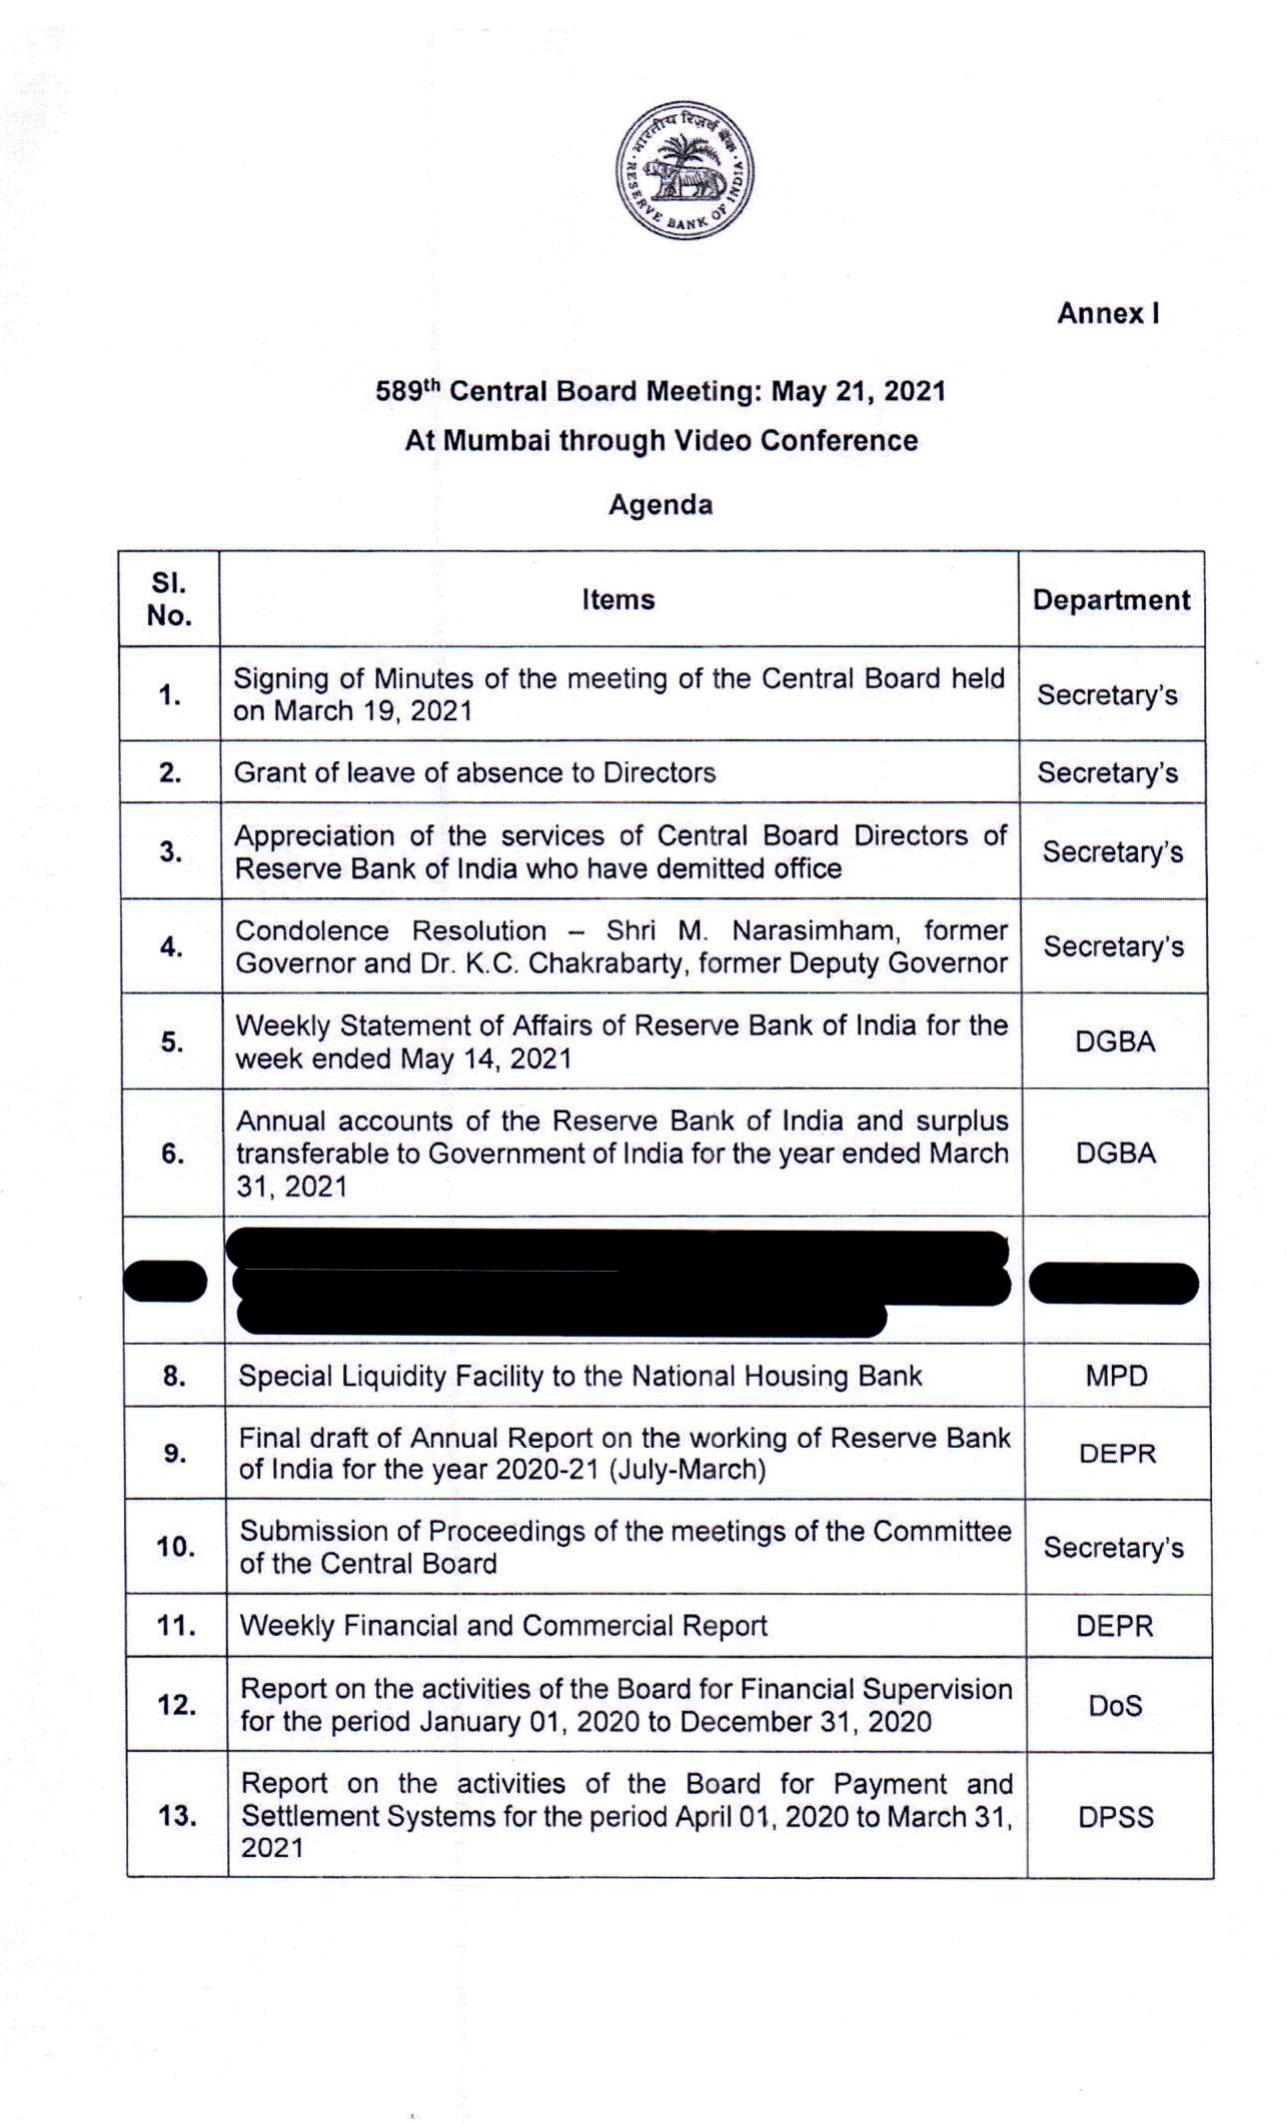 भारतीय रिज़र्व बैंक
RESERVE BANK OF INDIA
Annex I
589th Central Board Meeting: May 21, 2021
At Mumbai through Video Conference
Agenda
Sl.
No.
Items
Department
1.
Signing of Minutes of the meeting of the Central Board held
on March 19, 2021
Secretary's
2.
Grant of leave of absence to Directors
Secretary's
3.
Appreciation of the services of Central Board Directors of
Reserve Bank of India who have demitted office
Secretary's
4.
Condolence Resolution – Shri M. Narasimham, former
Governor and Dr. K.C. Chakrabarty, former Deputy Governor
Secretary's
5.
Weekly Statement of Affairs of Reserve Bank of India for the
week ended May 14, 2021
DGBA
6.
Annual accounts of the Reserve Bank of India and surplus
transferable to Government of India for the year ended March
31, 2021
DGBA
8.
Special Liquidity Facility to the National Housing Bank
MPD
9.
Final draft of Annual Report on the working of Reserve Bank
of India for the year 2020-21 (July-March)
DEPR
10.
Submission of Proceedings of the meetings of the Committee
of the Central Board
Secretary's
11.
Weekly Financial and Commercial Report
DEPR
12.
Report on the activities of the Board for Financial Supervision
for the period January 01, 2020 to December 31, 2020
DoS
13.
Report on the activities of the Board for Payment and
Settlement Systems for the period April 01, 2020 to March 31,
2021
DPSS